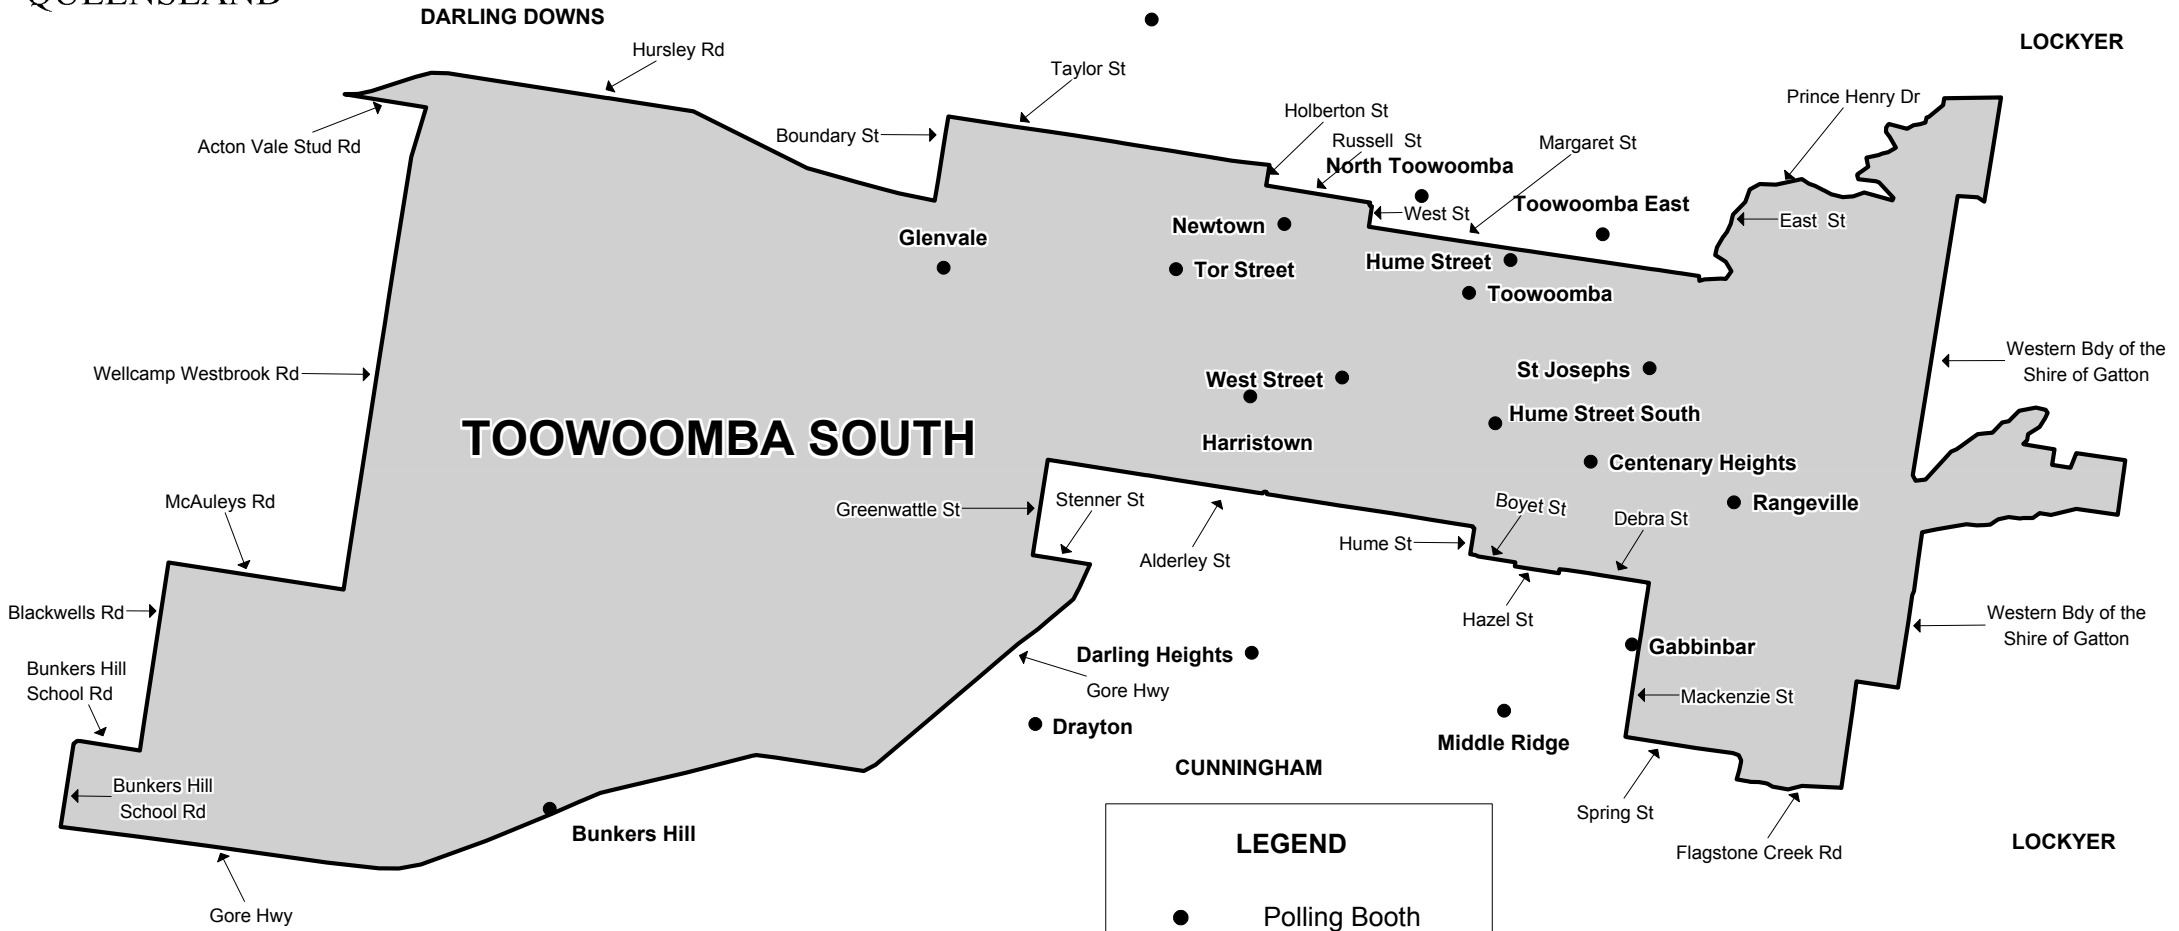 QUEENSLAND
DARLING DOWNS
LOCKYER
Hursley Rd
Taylor St
Prince Henry Dr
Holberton St
Boundary St
Russell St
Margaret St
Acton Vale Stud Rd
North Toowoomba
Toowoomba East
West St
East St
Newtown
Glenvale
Hume Street
Tor Street
Toowoomba
Western Bdy of the
Shire of Gatton
Wellcamp Westbrook Rd
St Josephs
West Street
Hume Street South
TOOWOOMBA SOUTH
Harristown
Centenary Heights
McAuleys Rd
Stenner St
Boyet St
Rangeville
Greenwattle St
Debra St
Hume St
Alderley St
Blackwells Rd
Hazel St
Western Bdy of the
Shire of Gatton
Gabbinbar
Darling Heights
Bunkers Hill
School Rd
Gore Hwy
Mackenzie St
Drayton
Middle Ridge
CUNNINGHAM
Bunkers Hill
School Rd
Spring St
Bunkers Hill
LEGEND
LOCKYER
Flagstone Creek Rd
Gore Hwy
Polling Booth